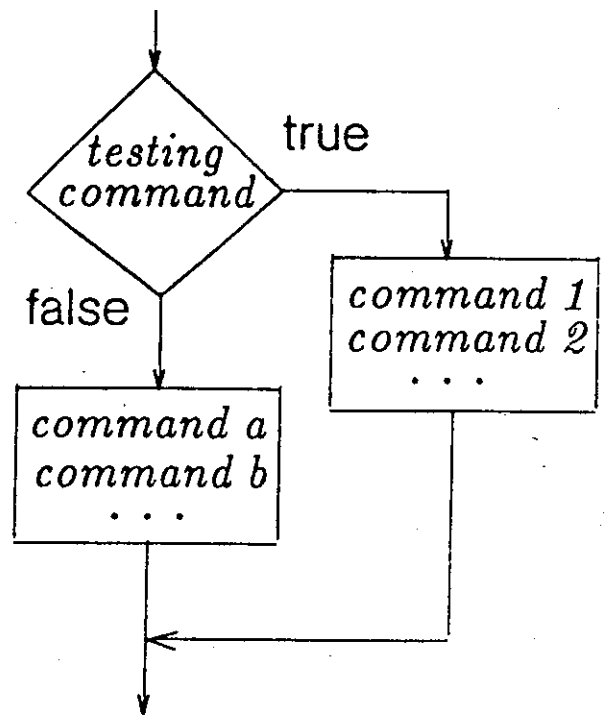 testing
command
true
false
command 1
command 2
. . .
command a
command b
. . .